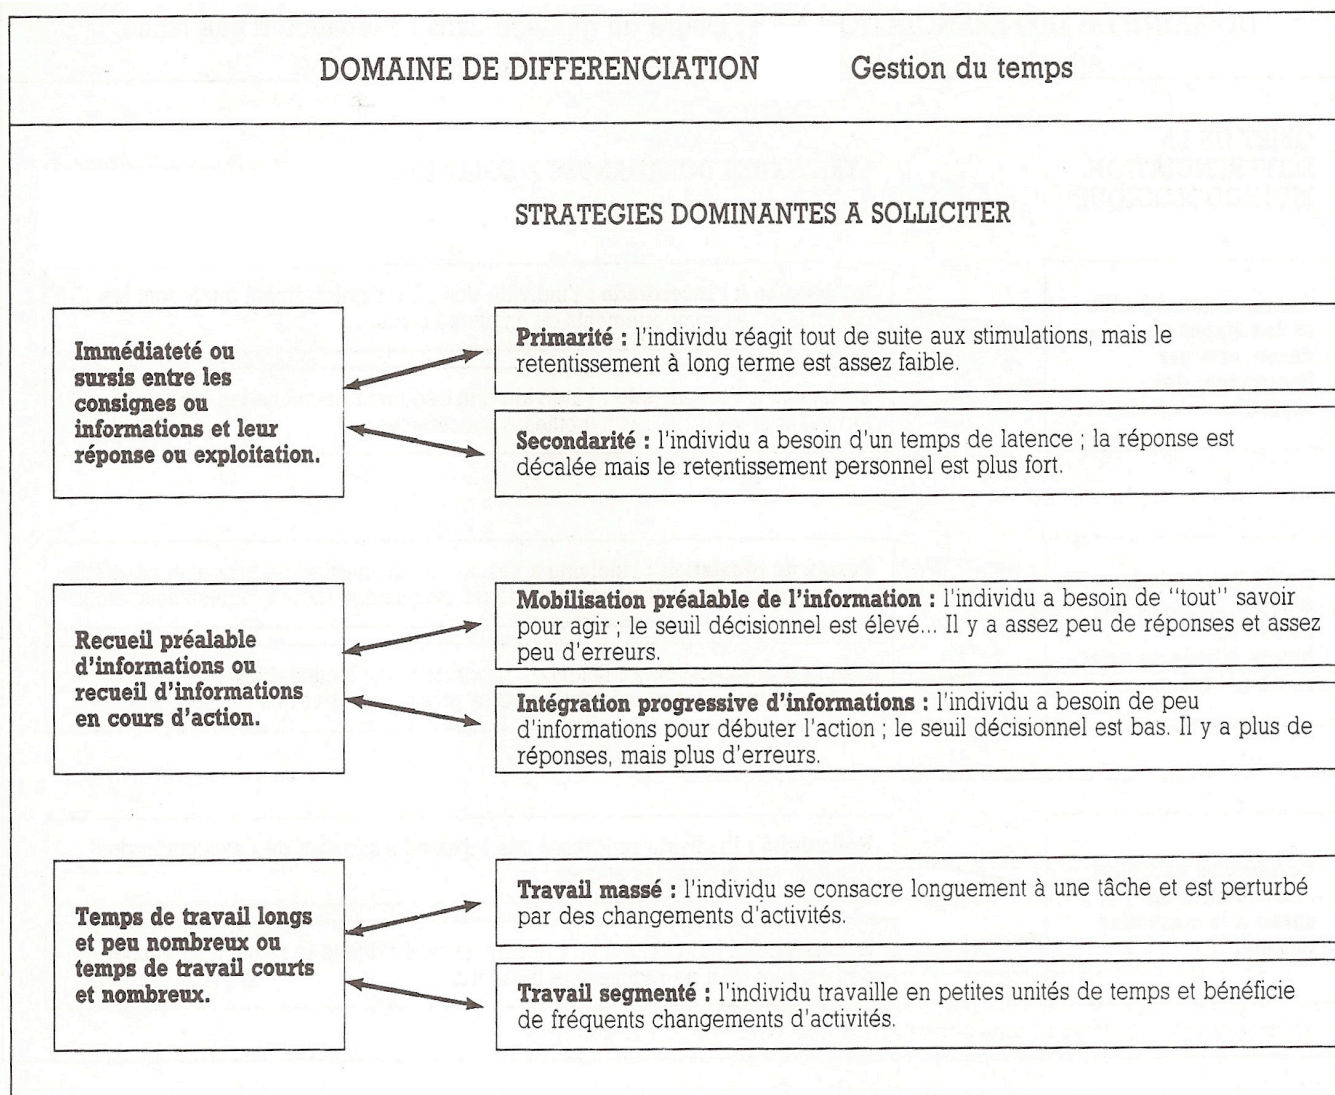 DOMAINE DE DIFFERENCIATION Gestion du temps
STRATEGIES DOMINANTES A SOLLICITER
Immédiateté ou
sursis entre les
consignes ou
informations et leur
réponse ou exploitation.
Primarité : l'individu réagit tout de suite aux stimulations, mais le
retentissement à long terme est assez faible.
Secondarité : l'individu a besoin d'un temps de latence ; la réponse est
décalée mais le retentissement personnel est plus fort.
Recueil préalable
d'informations ou
recueil d'informations
en cours d'action.
Mobilisation préalable de l'information : l'individu a besoin de "tout" savoir
pour agir ; le seuil décisionnel est élevé... Il y a assez peu de réponses et assez
peu d'erreurs.
Intégration progressive d'informations : l'individu a besoin de peu
d'informations pour débuter l'action ; le seuil décisionnel est bas. Il y a plus de
réponses, mais plus d'erreurs.
Temps de travail longs
et peu nombreux ou
temps de travail courts
et nombreux.
Travail massé : l'individu se consacre longuement à une tâche et est perturbé
par des changements d'activités.
Travail segmenté : l'individu travaille en petites unités de temps et bénéficie
de fréquents changements d'activités.